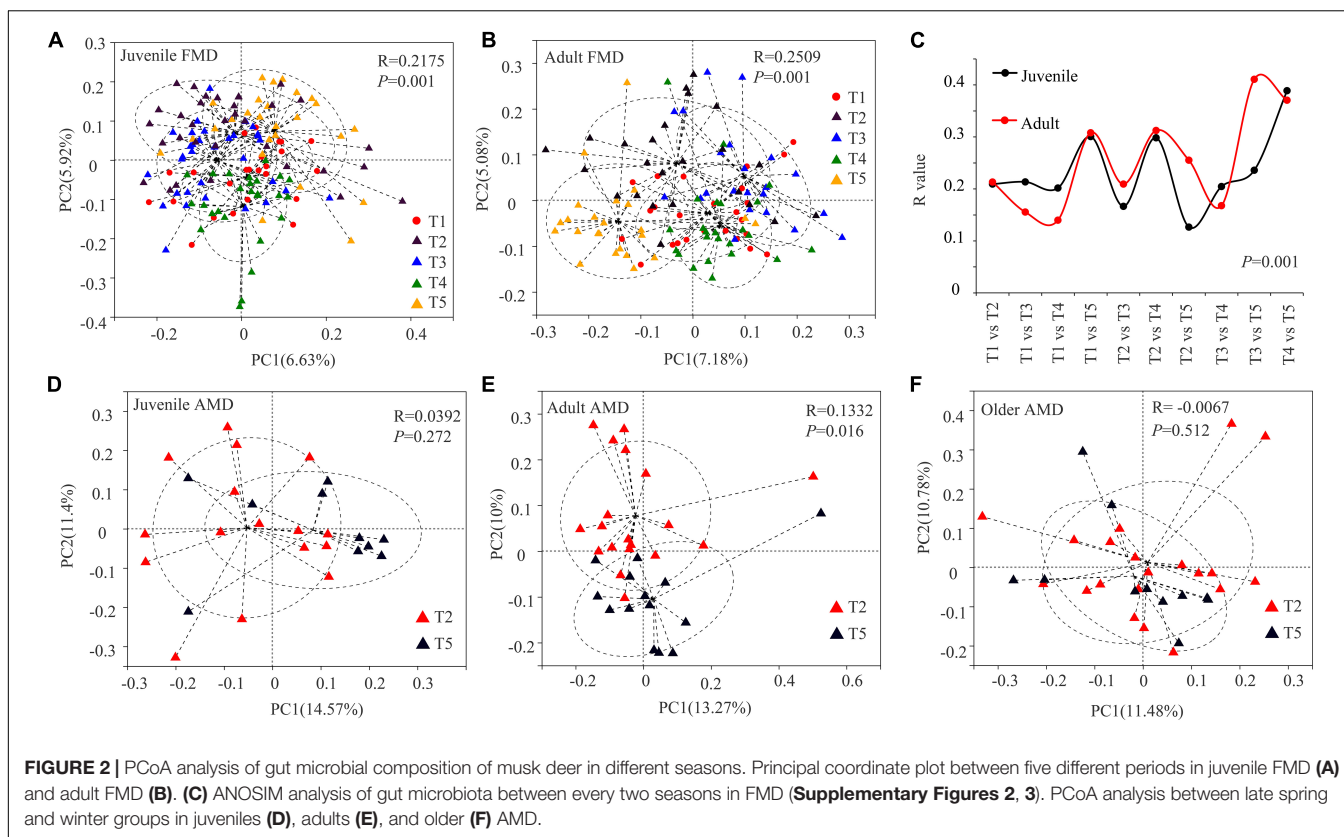 A
Juvenile FMD
R=0.2175
P=0.001
0.3
0.2
0.1
0
-0.1
-0.2
-0.3
-0.4
PC2(5.92%)
-0.2
0
0.2
0.4
PC1(6.63%)
T1
T2
T3
T4
T5
B
Adult FMD
R=0.2509
P=0.001
0.3
0.2
0.1
0
-0.1
-0.2
PC2(5.08%)
-0.3
-0.2
-0.1
0
0.1
0.2
0.3
PC1(7.18%)
T1
T2
T3
T4
T5
C
Juvenile
Adult
0.4
0.3
0.2
0.1
0
R value
P=0.001
T1 vs T2
T1 vs T3
T1 vs T4
T1 vs T5
T2 vs T3
T2 vs T4
T2 vs T5
T3 vs T4
T3 vs T5
T4 vs T5
D
Juvenile AMD
R=0.0392
P=0.272
0.3
0.2
0.1
0
-0.1
-0.2
-0.3
PC2(11.4%)
-0.3
-0.2
-0.1
0
0.1
0.2
0.3
PC1(14.57%)
T2
T5
E
Adult AMD
R=0.1332
P=0.016
0.3
0.2
0.1
0
-0.1
-0.2
PC2(10%)
-0.2
0
0.2
0.4
0.6
PC1(13.27%)
T2
T5
F
Older AMD
R= -0.0067
P=0.512
0.4
0.3
0.2
0.1
0
-0.1
-0.2
PC2(10.78%)
-0.3
-0.2
-0.1
0
0.1
0.2
0.3
PC1(11.48%)
T2
T5
FIGURE 2 | PCoA analysis of gut microbial composition of musk deer in different seasons. Principal coordinate plot between five different periods in juvenile FMD (A)
and adult FMD (B). (C) ANOSIM analysis of gut microbiota between every two seasons in FMD (Supplementary Figures 2, 3). PCoA analysis between late spring
and winter groups in juveniles (D), adults (E), and older (F) AMD.